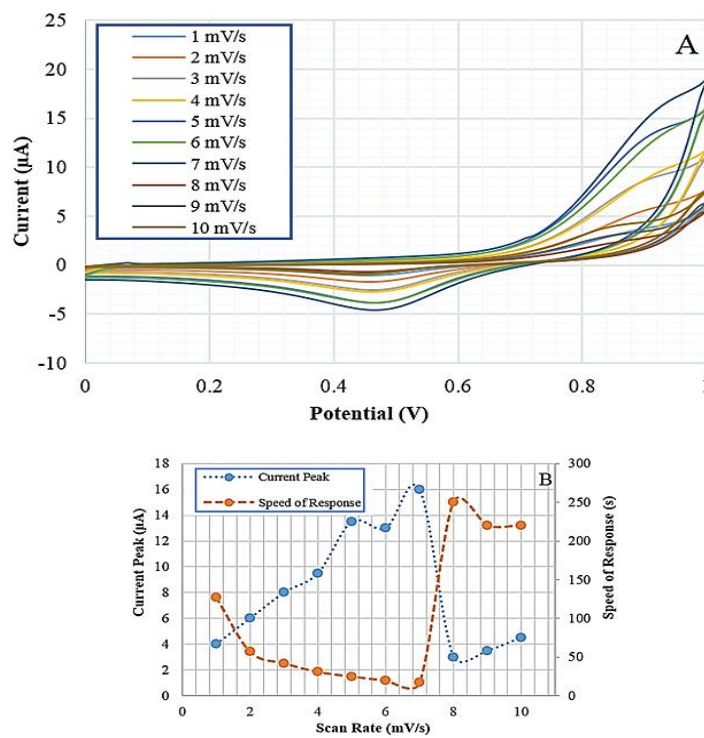 25
20
15
10
5
0
-5
-10
Current (μA)
1 mV/s
2 mV/s
3 mV/s
4 mV/s
5 mV/s
6 mV/s
7 mV/s
8 mV/s
9 mV/s
10 mV/s
A
0
0.2
0.4
0.6
0.8
1
Potential (V)
18
16
14
12
10
8
6
4
2
0
Current Peak (μA)
Current Peak
Speed of Response
B
300
250
200
150
100
50
0
Speed of Response (s)
0
2
4
6
8
10
Scan Rate (mV/s)